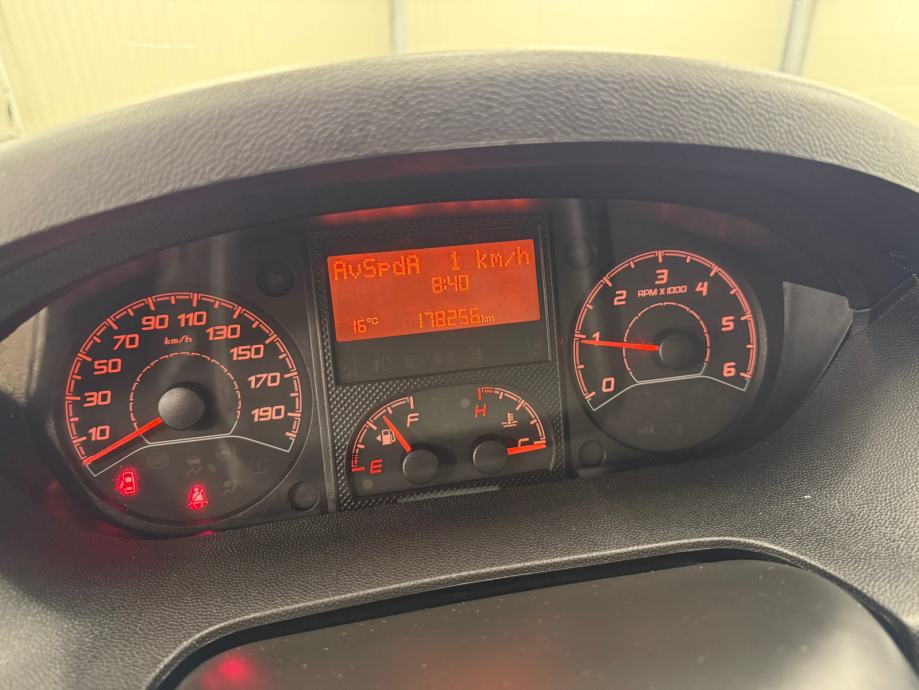 AvSpdA 1 km/h
8:40
16°C 178256km
10 30 50 70 90 110 130 150 170 190
km/h
0 1 2 3 4 5 6
RPM X 1000
E F
H C